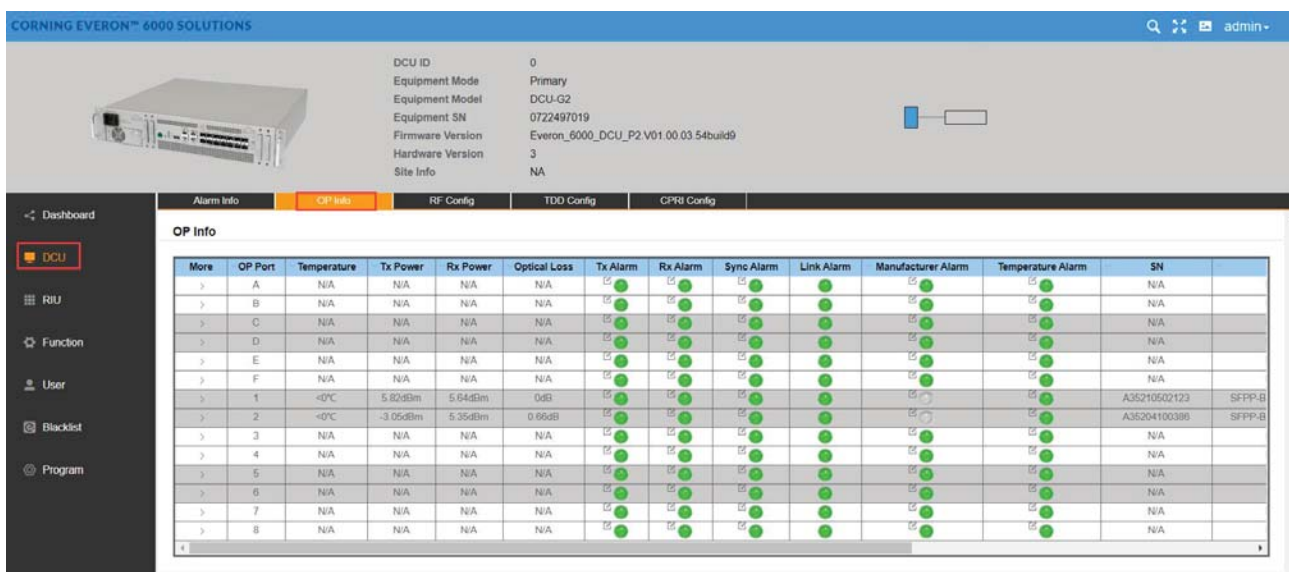 CORNING EVERON™ 6000 SOLUTIONS
admin
DCU ID 0
Equipment Mode Primary
Equipment Model DCU-G2
Equipment SN 0722497019
Firmware Version Everon_6000_DCU_P2.V01.00.03.54build9
Hardware Version 3
Site Info NA
Alarm Info OP Info RF Config TDD Config CPRI Config
Dashboard
DCU
RIU
Function
User
Blacklist
Program
OP Info
More OP Port Temperature Tx Power Rx Power Optical Loss Tx Alarm Rx Alarm Sync Alarm Link Alarm Manufacturer Alarm Temperature Alarm SN
> A N/A N/A N/A N/A N/A
> B N/A N/A N/A N/A N/A
> C N/A N/A N/A N/A N/A
> D N/A N/A N/A N/A N/A
> E N/A N/A N/A N/A N/A
> F N/A N/A N/A N/A N/A
> 1 <0°C 5.82dBm 5.64dBm 0dB A35210502123 SFPP-B
> 2 <0°C -3.05dBm 5.35dBm 0.66dB A35204100386 SFPP-B
> 3 N/A N/A N/A N/A N/A
> 4 N/A N/A N/A N/A N/A
> 5 N/A N/A N/A N/A N/A
> 6 N/A N/A N/A N/A N/A
> 7 N/A N/A N/A N/A N/A
> 8 N/A N/A N/A N/A N/A